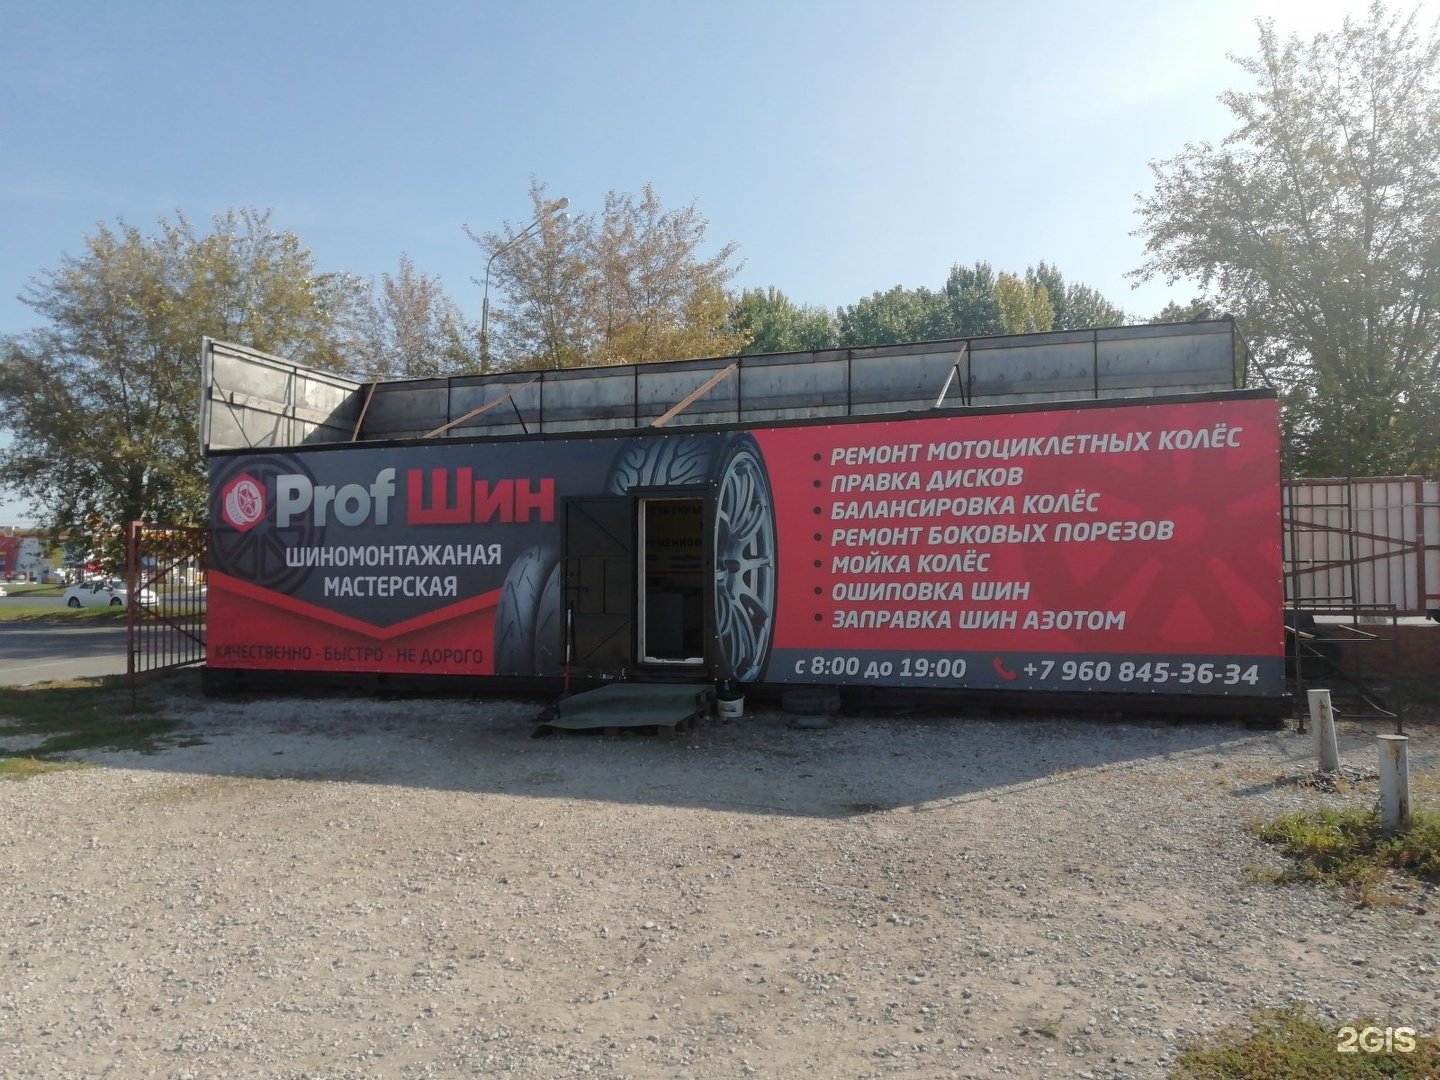 Prof Шин
ШИНОМОНТАЖАНАЯ
МАСТЕРСКАЯ
КАЧЕСТВЕННО · БЫСТРО · НЕ ДОРОГО
• РЕМОНТ МОТОЦИКЛЕТНЫХ КОЛЁС
• ПРАВКА ДИСКОВ
• БАЛАНСИРОВКА КОЛЁС
• РЕМОНТ БОКОВЫХ ПОРЕЗОВ
• МОЙКА КОЛЁС
• ОШИПОВКА ШИН
• ЗАПРАВКА ШИН АЗОТОМ
с 8:00 до 19:00
+7 960 845-36-34
2GIS